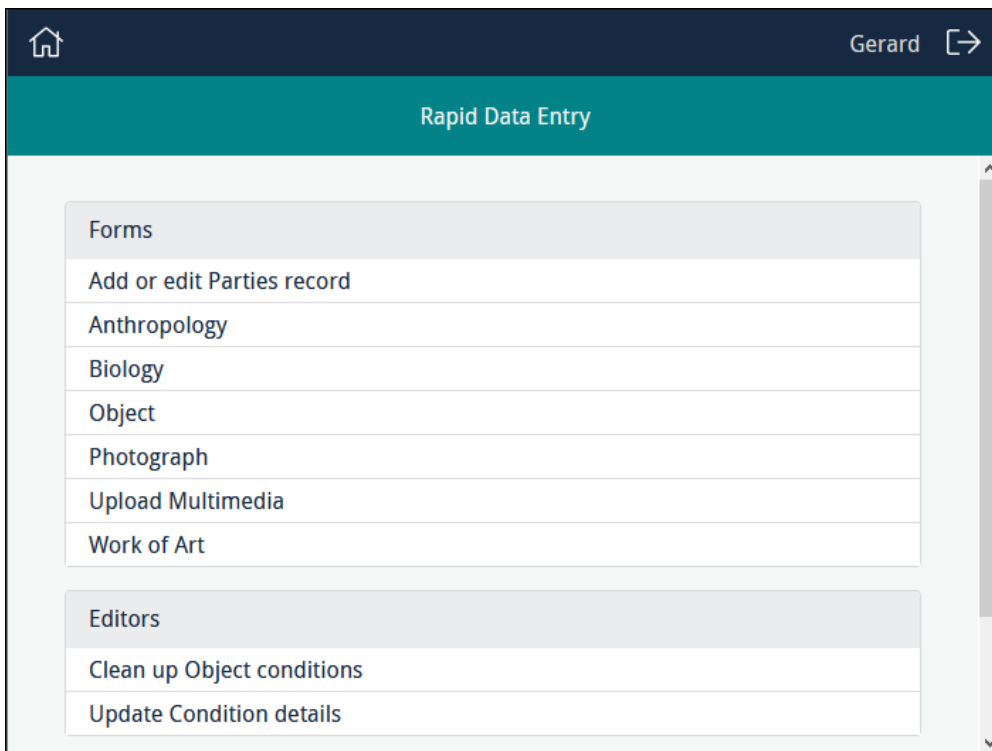 Gerard
Rapid Data Entry
Forms
Add or edit Parties record
Anthropology
Biology
Object
Photograph
Upload Multimedia
Work of Art
Editors
Clean up Object conditions
Update Condition details